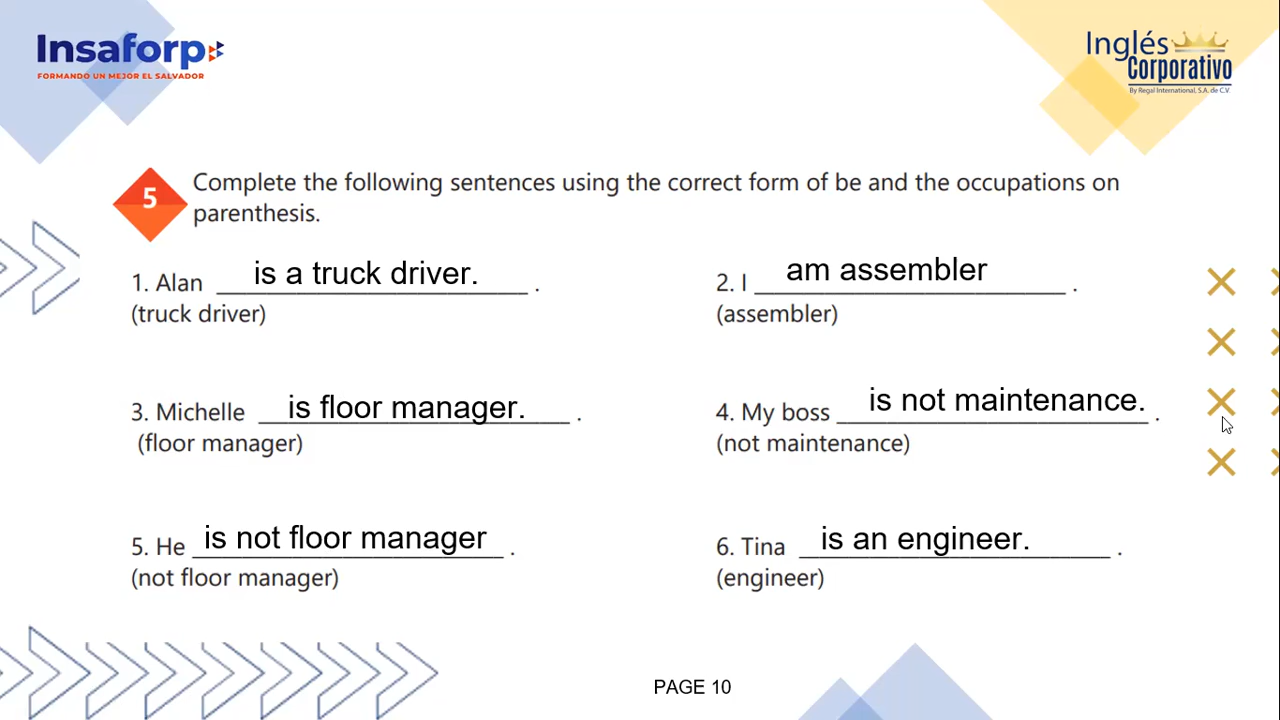 Insaforp
FORMANDO UN MEJOR EL SALVADOR
Inglés
Corporativo
By Regal International, S.A. de C.V.
5
Complete the following sentences using the correct form of be and the occupations on
parenthesis.
1. Alan is a truck driver. .
(truck driver)
2. I am assembler .
(assembler)
3. Michelle is floor manager. .
(floor manager)
4. My boss is not maintenance. .
(not maintenance)
5. He is not floor manager .
(not floor manager)
6. Tina is an engineer. .
(engineer)
PAGE 10